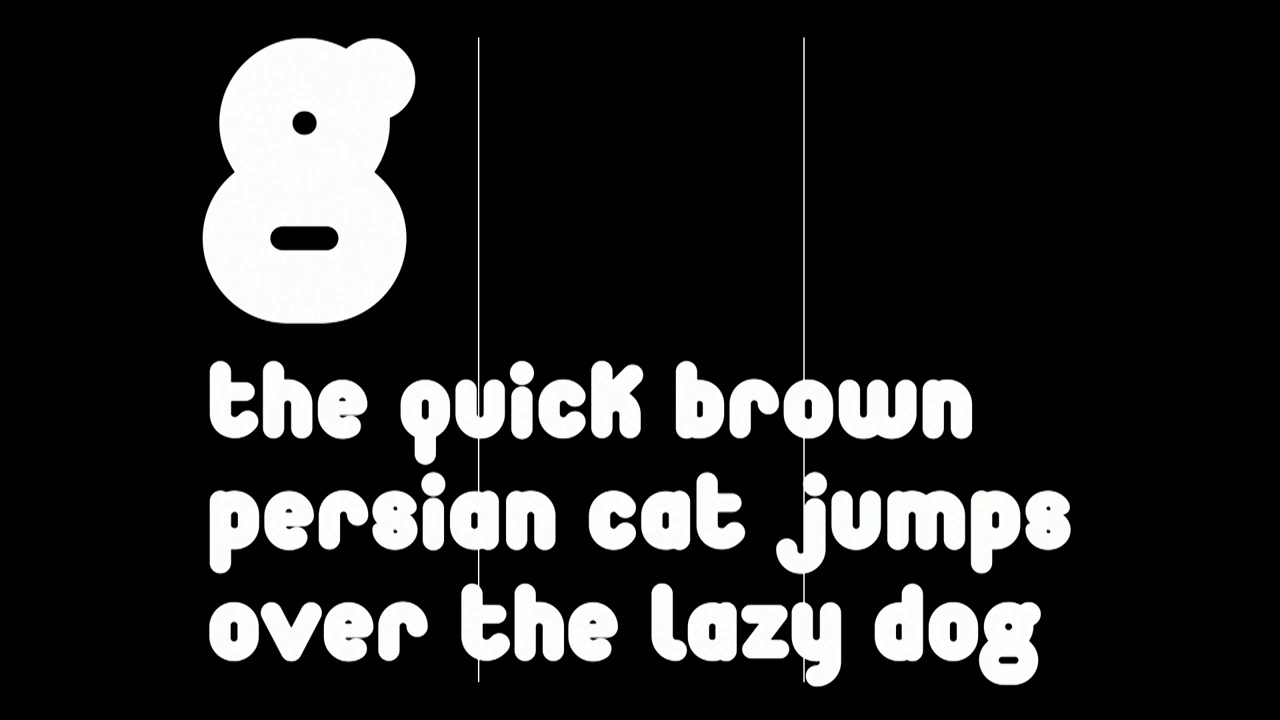 g
the quick brown
persian cat jumps
over the lazy dog